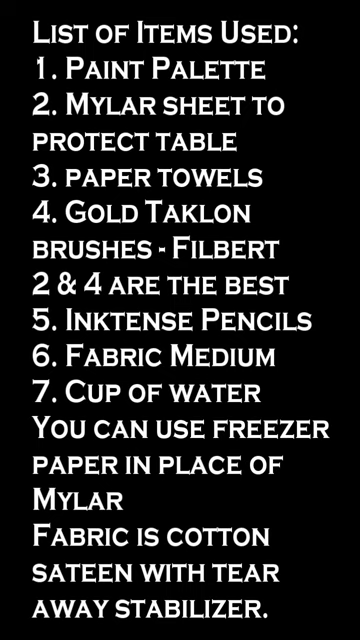 List of Items Used:
1. Paint Palette
2. Mylar sheet to
protect table
3. paper towels
4. Gold Taklon
brushes - Filbert
2 & 4 are the best
5. Inktense Pencils
6. Fabric Medium
7. Cup of water
You can use freezer
paper in place of
Mylar
Fabric is cotton
sateen with tear
away stabilizer.